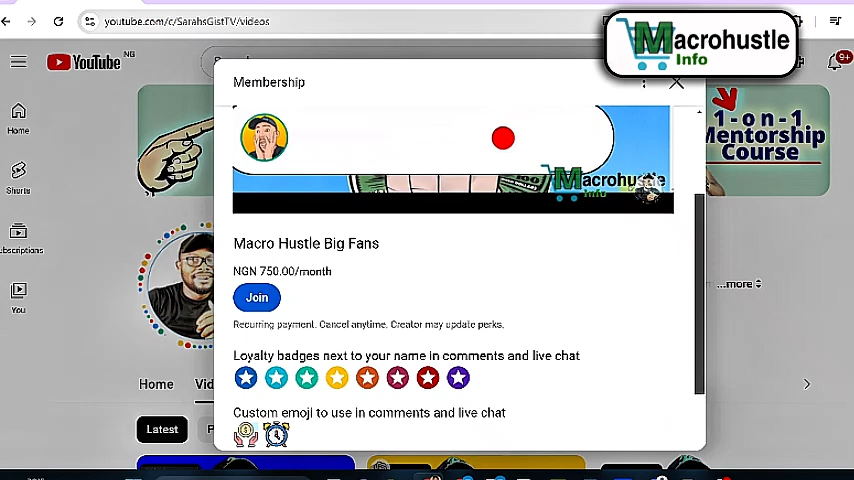 youtube.com/c/SarahsGistTV/videos
Macrohustle
Info
YouTube NG
9+
Membership
1-on-1
Mentorship
Course
Home
Shorts
Macrohustle
Info
Subscriptions
Macro Hustle Big Fans
NGN 750.00/month
...more
Join
You
Recurring payment. Cancel anytime. Creator may update perks.
Loyalty badges next to your name in comments and live chat
Home
Vid
Custom emoji to use in comments and live chat
Latest
P